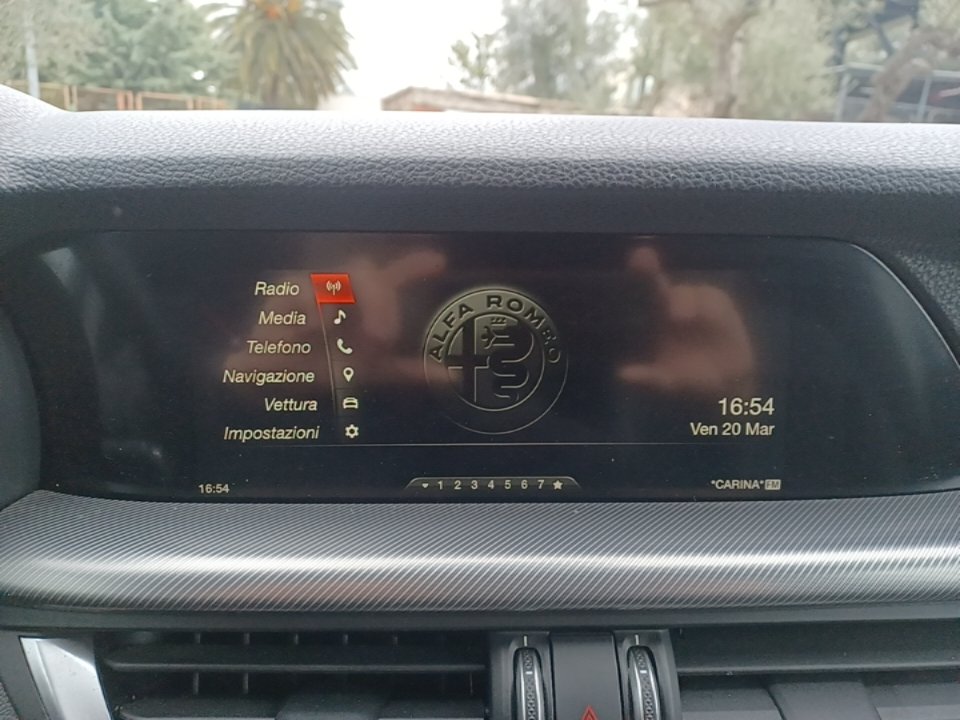 Radio
Media
Telefono
Navigazione
Vettura
Impostazioni
ALFA ROMEO
16:54
Ven 20 Mar
16:54
1 2 3 4 5 6 7
*CARINA* FM